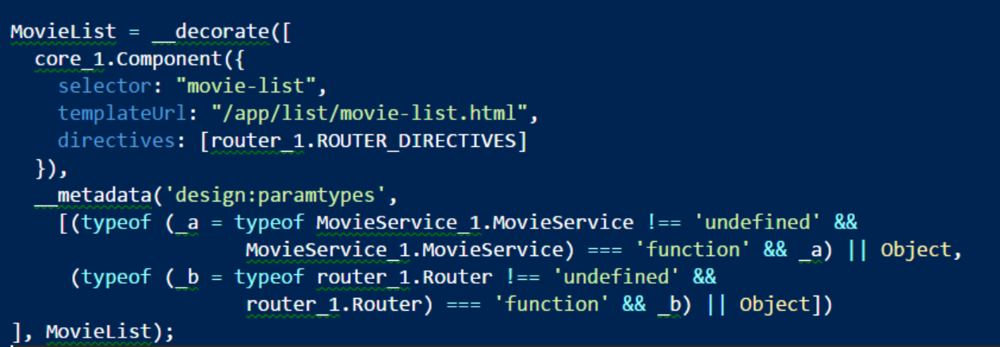 MovieList = __decorate([
  core_1.Component({
    selector: "movie-list",
    templateUrl: "/app/list/movie-list.html",
    directives: [router_1.ROUTER_DIRECTIVES]
  }),
  __metadata('design:paramtypes',
    [(typeof (_a = typeof MovieService_1.MovieService !== 'undefined' &&
                    MovieService_1.MovieService) === 'function' && _a) || Object,
     (typeof (_b = typeof router_1.Router !== 'undefined' &&
                    router_1.Router) === 'function' && _b) || Object])
], MovieList);